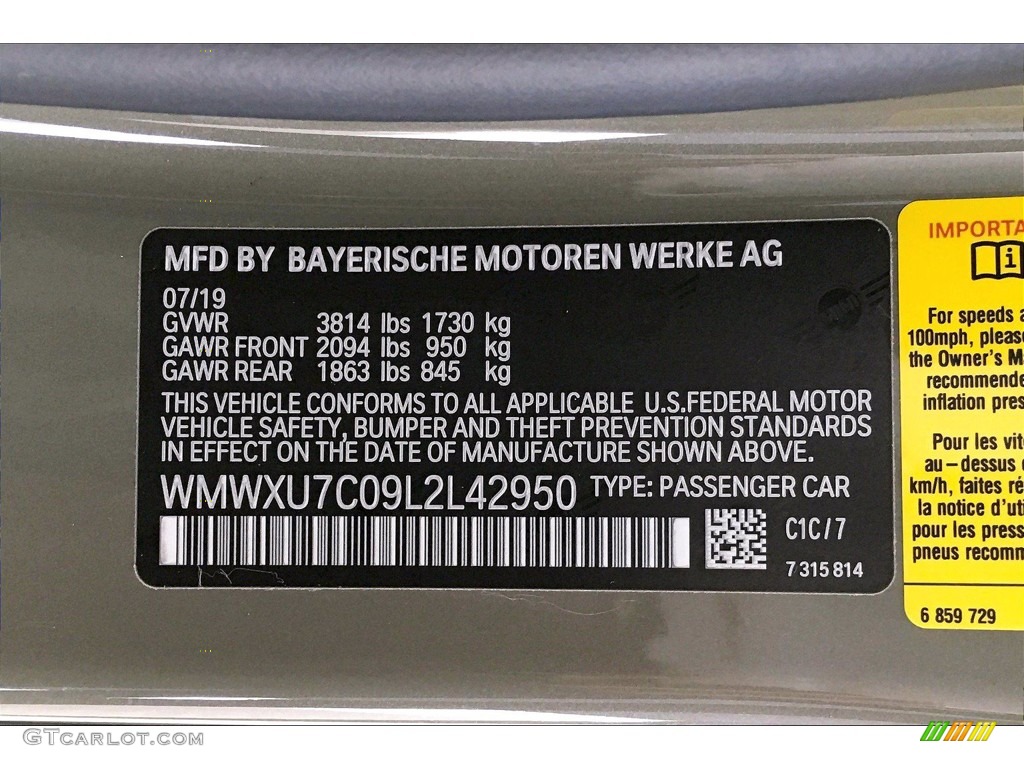 MFD BY BAYERISCHE MOTOREN WERKE AG
07/19
GVWR 3814 lbs 1730 kg
GAWR FRONT 2094 lbs 950 kg
GAWR REAR 1863 lbs 845 kg
THIS VEHICLE CONFORMS TO ALL APPLICABLE U.S.FEDERAL MOTOR
VEHICLE SAFETY, BUMPER AND THEFT PREVENTION STANDARDS
IN EFFECT ON THE DATE OF MANUFACTURE SHOWN ABOVE.
WMWXU7C09L2L42950 TYPE: PASSENGER CAR
C1C/7
7 315 814
IMPORTA
For speeds a
100mph, please
the Owner's M
recommende
inflation pres
Pour les vit
au-dessus
km/h, faites ré
la notice d'uti
pour les press
pneus recomm
6 859 729
GTCARLOT.COM